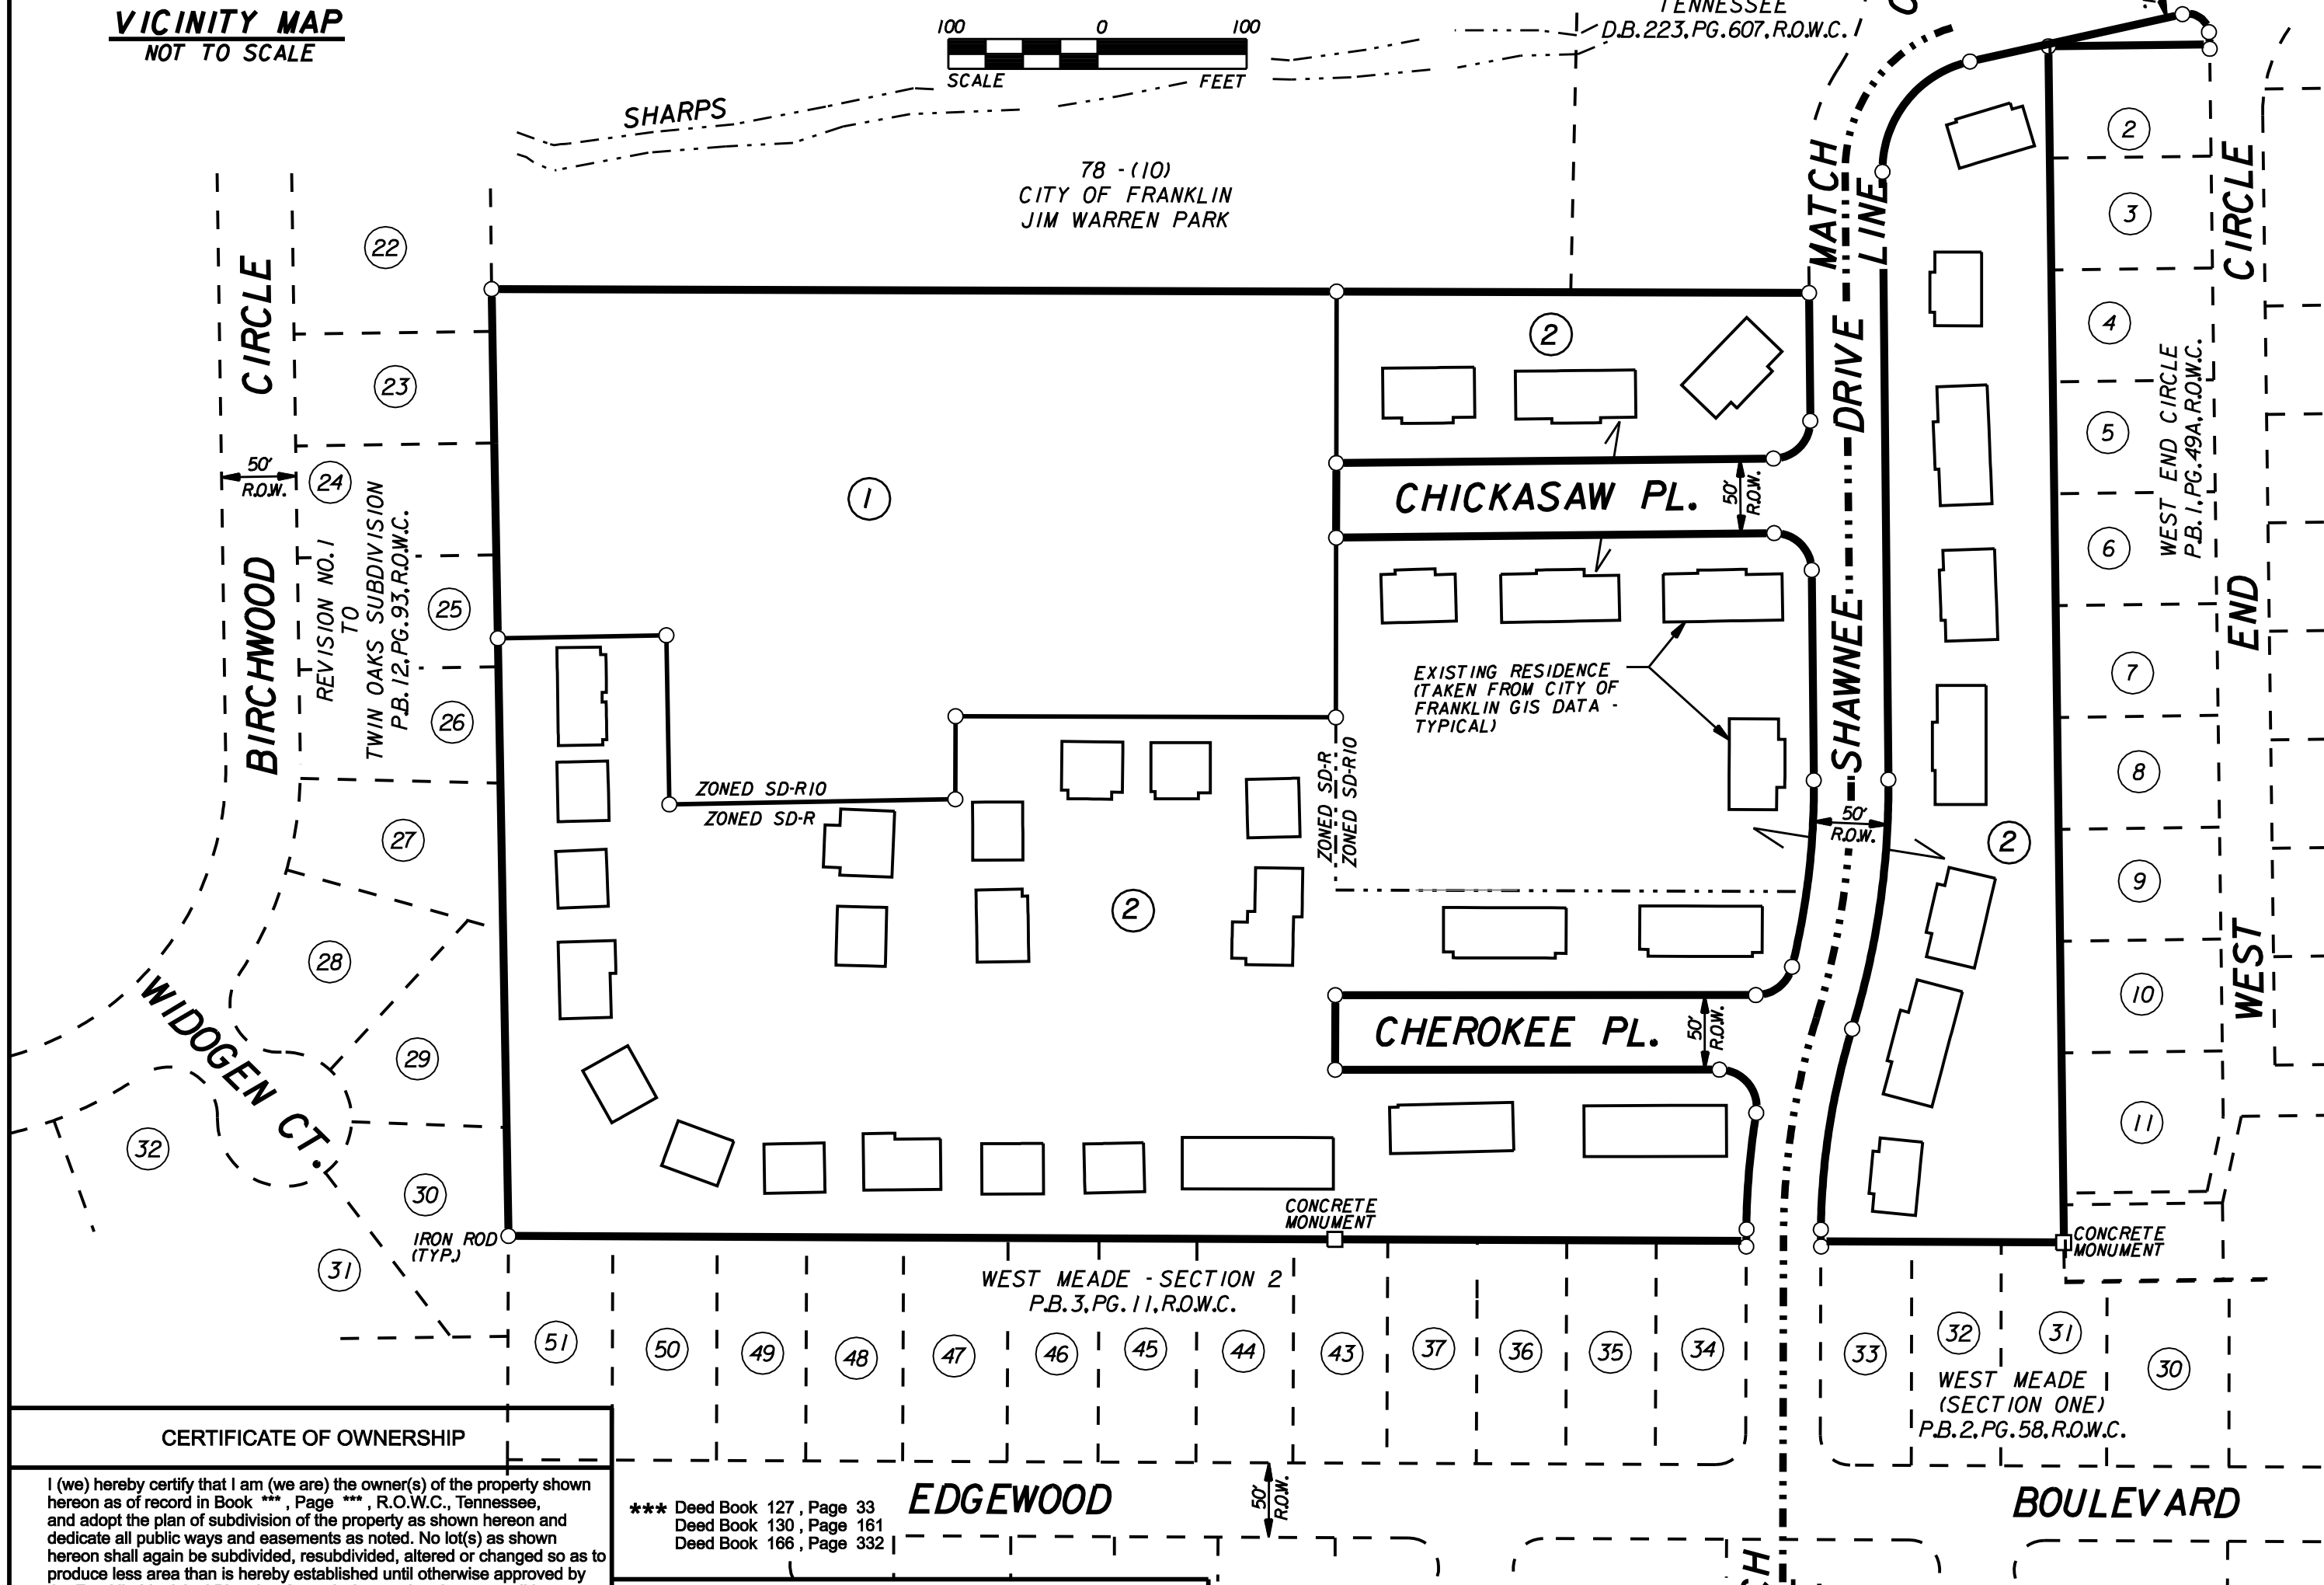 VICINITY MAP
NOT TO SCALE
100 0 100
SCALE FEET
TENNESSEE
D.B.223,PG.607,R.O.W.C.
SHARPS
78 -(10)
CITY OF FRANKLIN
JIM WARREN PARK
MATCH
LINE
SHAWNEE DRIVE
WEST END CIRCLE
2
3
4
5
6
7
8
9
10
11
WEST END CIRCLE
P.B.1,PG.49A,R.O.W.C.
BIRCHWOOD CIRCLE
50'
R.O.W.
22
23
24
25
26
27
28
29
30
31
32
REVISION NO.1
TO
TWIN OAKS SUBDIVISION
P.B.12,PG.93,R.O.W.C.
WIDOGEN CT.
1
2
CHICKASAW PL.
50'
R.O.W.
EXISTING RESIDENCE
(TAKEN FROM CITY OF
FRANKLIN GIS DATA -
TYPICAL)
ZONED SD-R10
ZONED SD-R
ZONED SD-R
ZONED SD-R10
50'
R.O.W.
2
2
CHEROKEE PL.
50'
R.O.W.
IRON ROD
(TYP.)
CONCRETE
MONUMENT
CONCRETE
MONUMENT
WEST MEADE - SECTION 2
P.B.3,PG.11,R.O.W.C.
51 50 49 48 47 46 45 44 43 37 36 35 34 33 32 31 30
WEST MEADE
(SECTION ONE)
P.B.2,PG.58,R.O.W.C.
EDGEWOOD BOULEVARD
50'
R.O.W.
CERTIFICATE OF OWNERSHIP
I (we) hereby certify that I am (we are) the owner(s) of the property shown
hereon as of record in Book *** , Page *** , R.O.W.C., Tennessee,
and adopt the plan of subdivision of the property as shown hereon and
dedicate all public ways and easements as noted. No lot(s) as shown
hereon shall again be subdivided, resubdivided, altered or changed so as to
produce less area than is hereby established until otherwise approved by
*** Deed Book 127 , Page 33
Deed Book 130 , Page 161
Deed Book 166 , Page 332